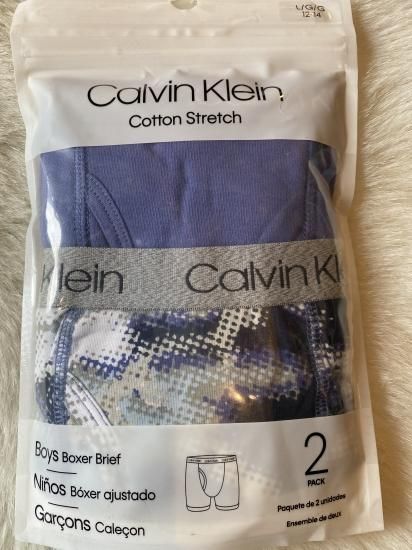 L/G/G
12-14
Calvin Klein
Cotton Stretch
Klein Calvin Kl
Boys Boxer Brief
Niños Bóxer ajustado
Garçons Caleçon
2
PACK
Paquete de 2 unidades
Ensemble de deux